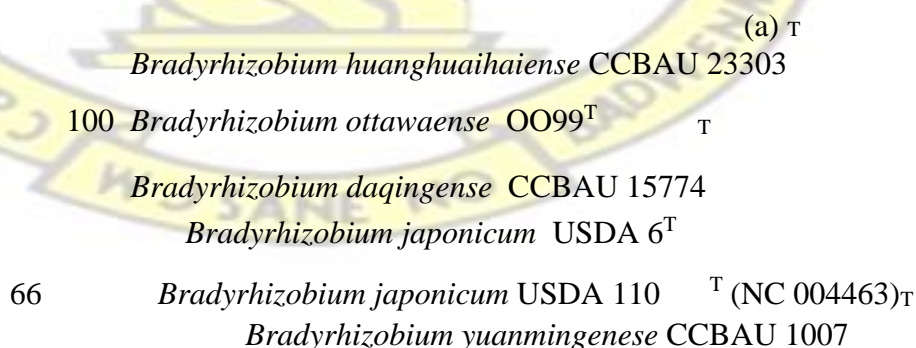 (a) T
Bradyrhizobium huanghuaihaiense CCBAU 23303
100 Bradyrhizobium ottawaense OO99ᵀ T
Bradyrhizobium daqingense CCBAU 15774
Bradyrhizobium japonicum USDA 6ᵀ
66 Bradyrhizobium japonicum USDA 110 ᵀ (NC 004463)T
Bradyrhizobium yuanmingenese CCBAU 1007